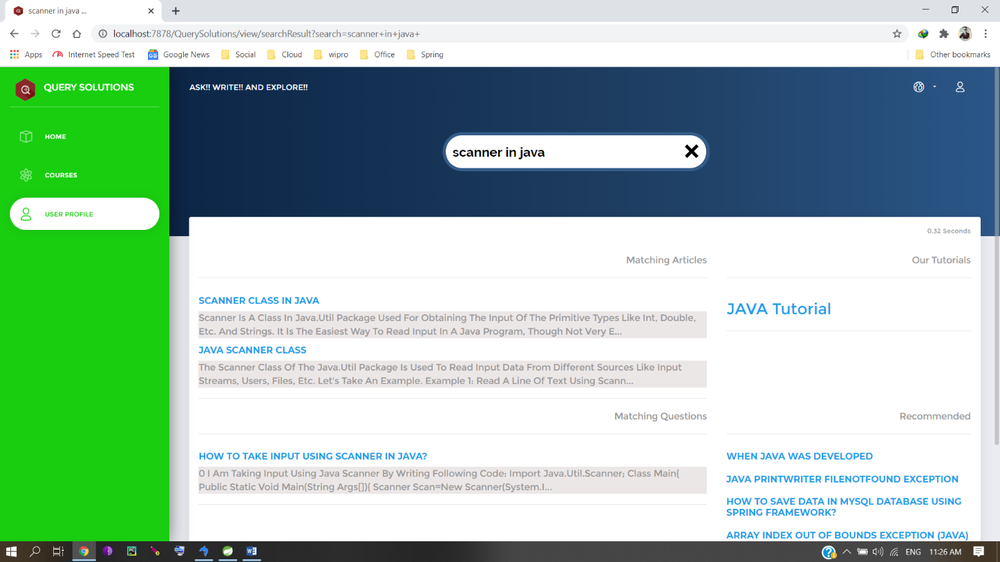 scanner in java ...
localhost:7878/QuerySolutions/view/searchResult?search=scanner+in+java+
Apps
Internet Speed Test
Google News
Social
Cloud
wipro
Office
Spring
Other bookmarks
QUERY SOLUTIONS
HOME
COURSES
USER PROFILE
ASK!! WRITE!! AND EXPLORE!!
scanner in java
0.32 Seconds
Matching Articles
SCANNER CLASS IN JAVA
Scanner Is A Class In Java.Util Package Used For Obtaining The Input Of The Primitive Types Like Int, Double,
Etc. And Strings. It Is The Easiest Way To Read Input In A Java Program, Though Not Very E...
JAVA SCANNER CLASS
The Scanner Class Of The Java.Util Package Is Used To Read Input Data From Different Sources Like Input
Streams, Users, Files, Etc. Let's Take An Example. Example 1: Read A Line Of Text Using Scann...
Matching Questions
HOW TO TAKE INPUT USING SCANNER IN JAVA?
0 I Am Taking Input Using Java Scanner By Writing Following Code: Import Java.Util.Scanner; Class Main{
Public Static Void Main(String Args[]){ Scanner Scan=New Scanner(System.I...
Our Tutorials
JAVA Tutorial
Recommended
WHEN JAVA WAS DEVELOPED
JAVA PRINTWRITER FILENOTFOUND EXCEPTION
HOW TO SAVE DATA IN MYSQL DATABASE USING
SPRING FRAMEWORK?
ARRAY INDEX OUT OF BOUNDS EXCEPTION (JAVA)
ENG
11:26 AM